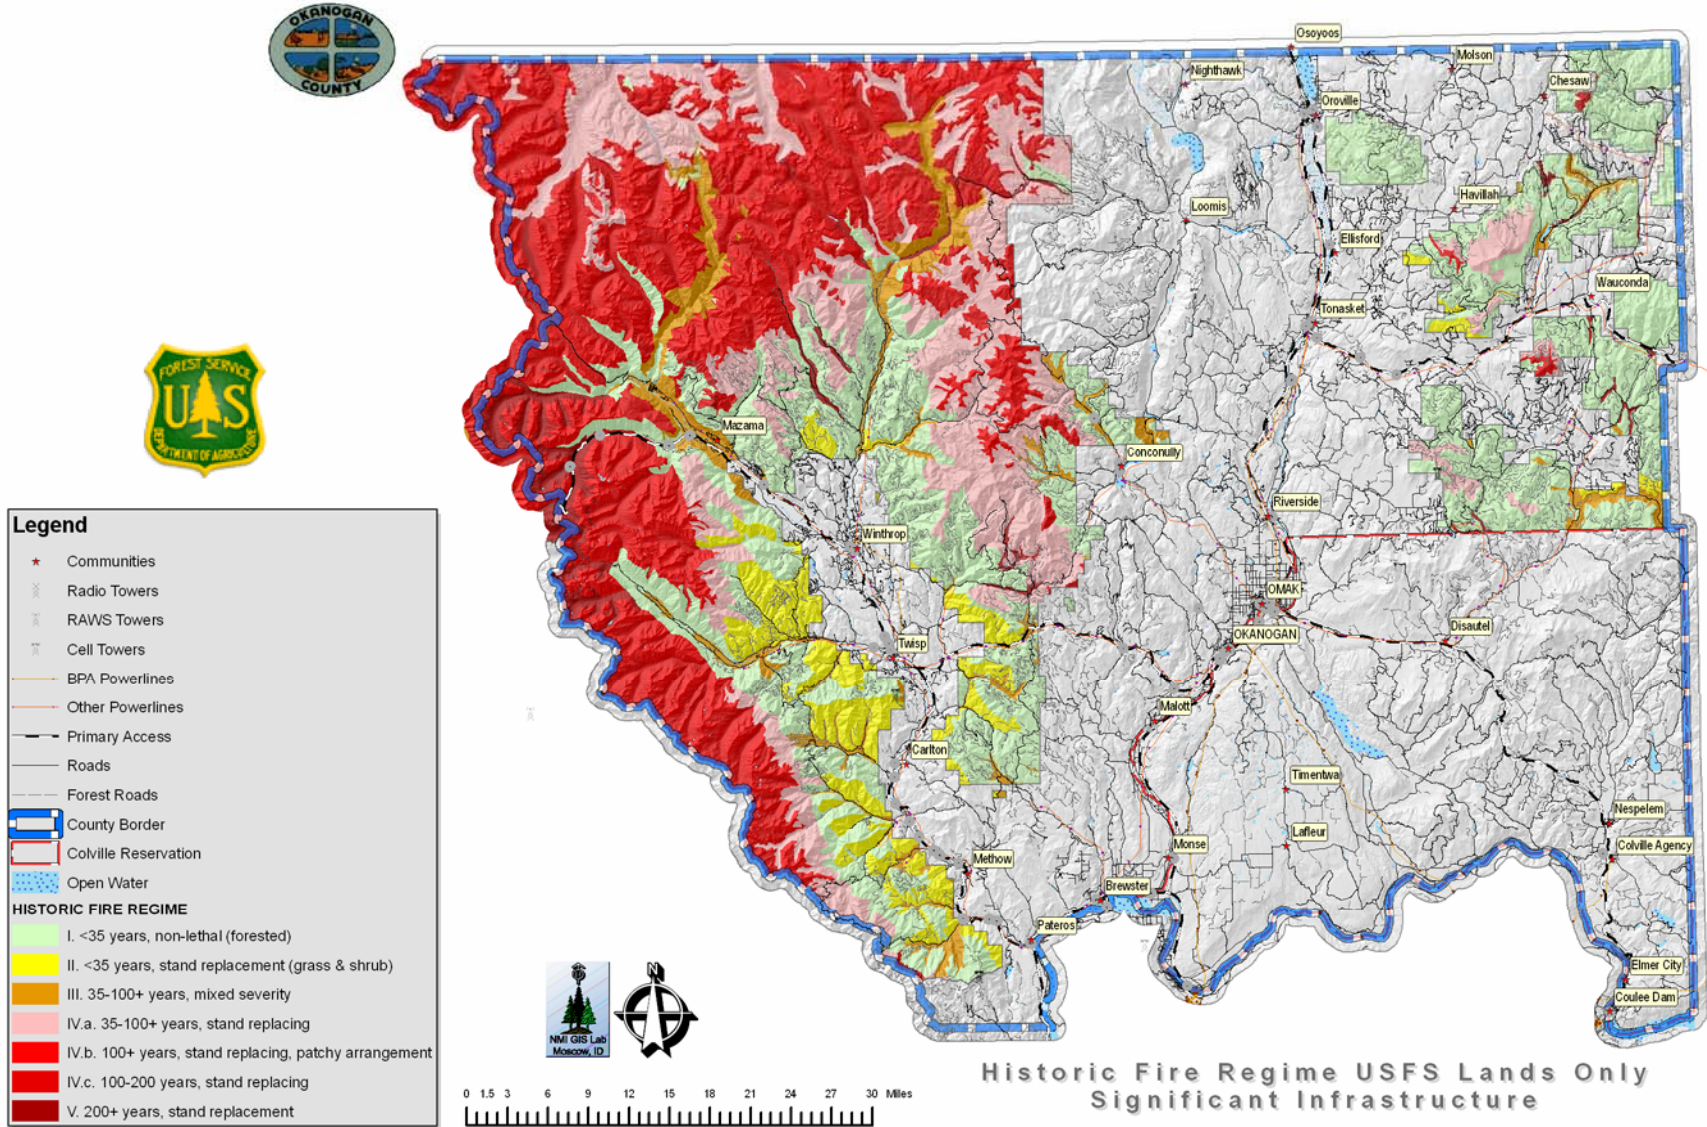 OKANOGAN
COUNTY
Osoyoos
Molson
Nighthawk
Chesaw
Oroville
Havillah
Loomis
Ellisford
Wauconda
Tonasket
FOREST SERVICE
US
DEPARTMENT OF AGRICULTURE
Mazama
Conconully
Riverside
Winthrop
OMAK
Disautel
OKANOGAN
Twisp
Malott
Carlton
Timentwa
Nespelem
Lafleur
Monse
Colville Agency
Methow
Brewster
Pateros
Elmer City
Coulee Dam
Legend
Communities
Radio Towers
RAWS Towers
Cell Towers
BPA Powerlines
Other Powerlines
Primary Access
Roads
Forest Roads
County Border
Colville Reservation
Open Water
HISTORIC FIRE REGIME
I. <35 years, non-lethal (forested)
II. <35 years, stand replacement (grass & shrub)
III. 35-100+ years, mixed severity
IV.a. 35-100+ years, stand replacing
IV.b. 100+ years, stand replacing, patchy arrangement
IV.c. 100-200 years, stand replacing
V. 200+ years, stand replacement
NMI GIS Lab
Moscow, ID
N
0 1.5 3 6 9 12 15 18 21 24 27 30 Miles
Historic Fire Regime USFS Lands Only
Significant Infrastructure